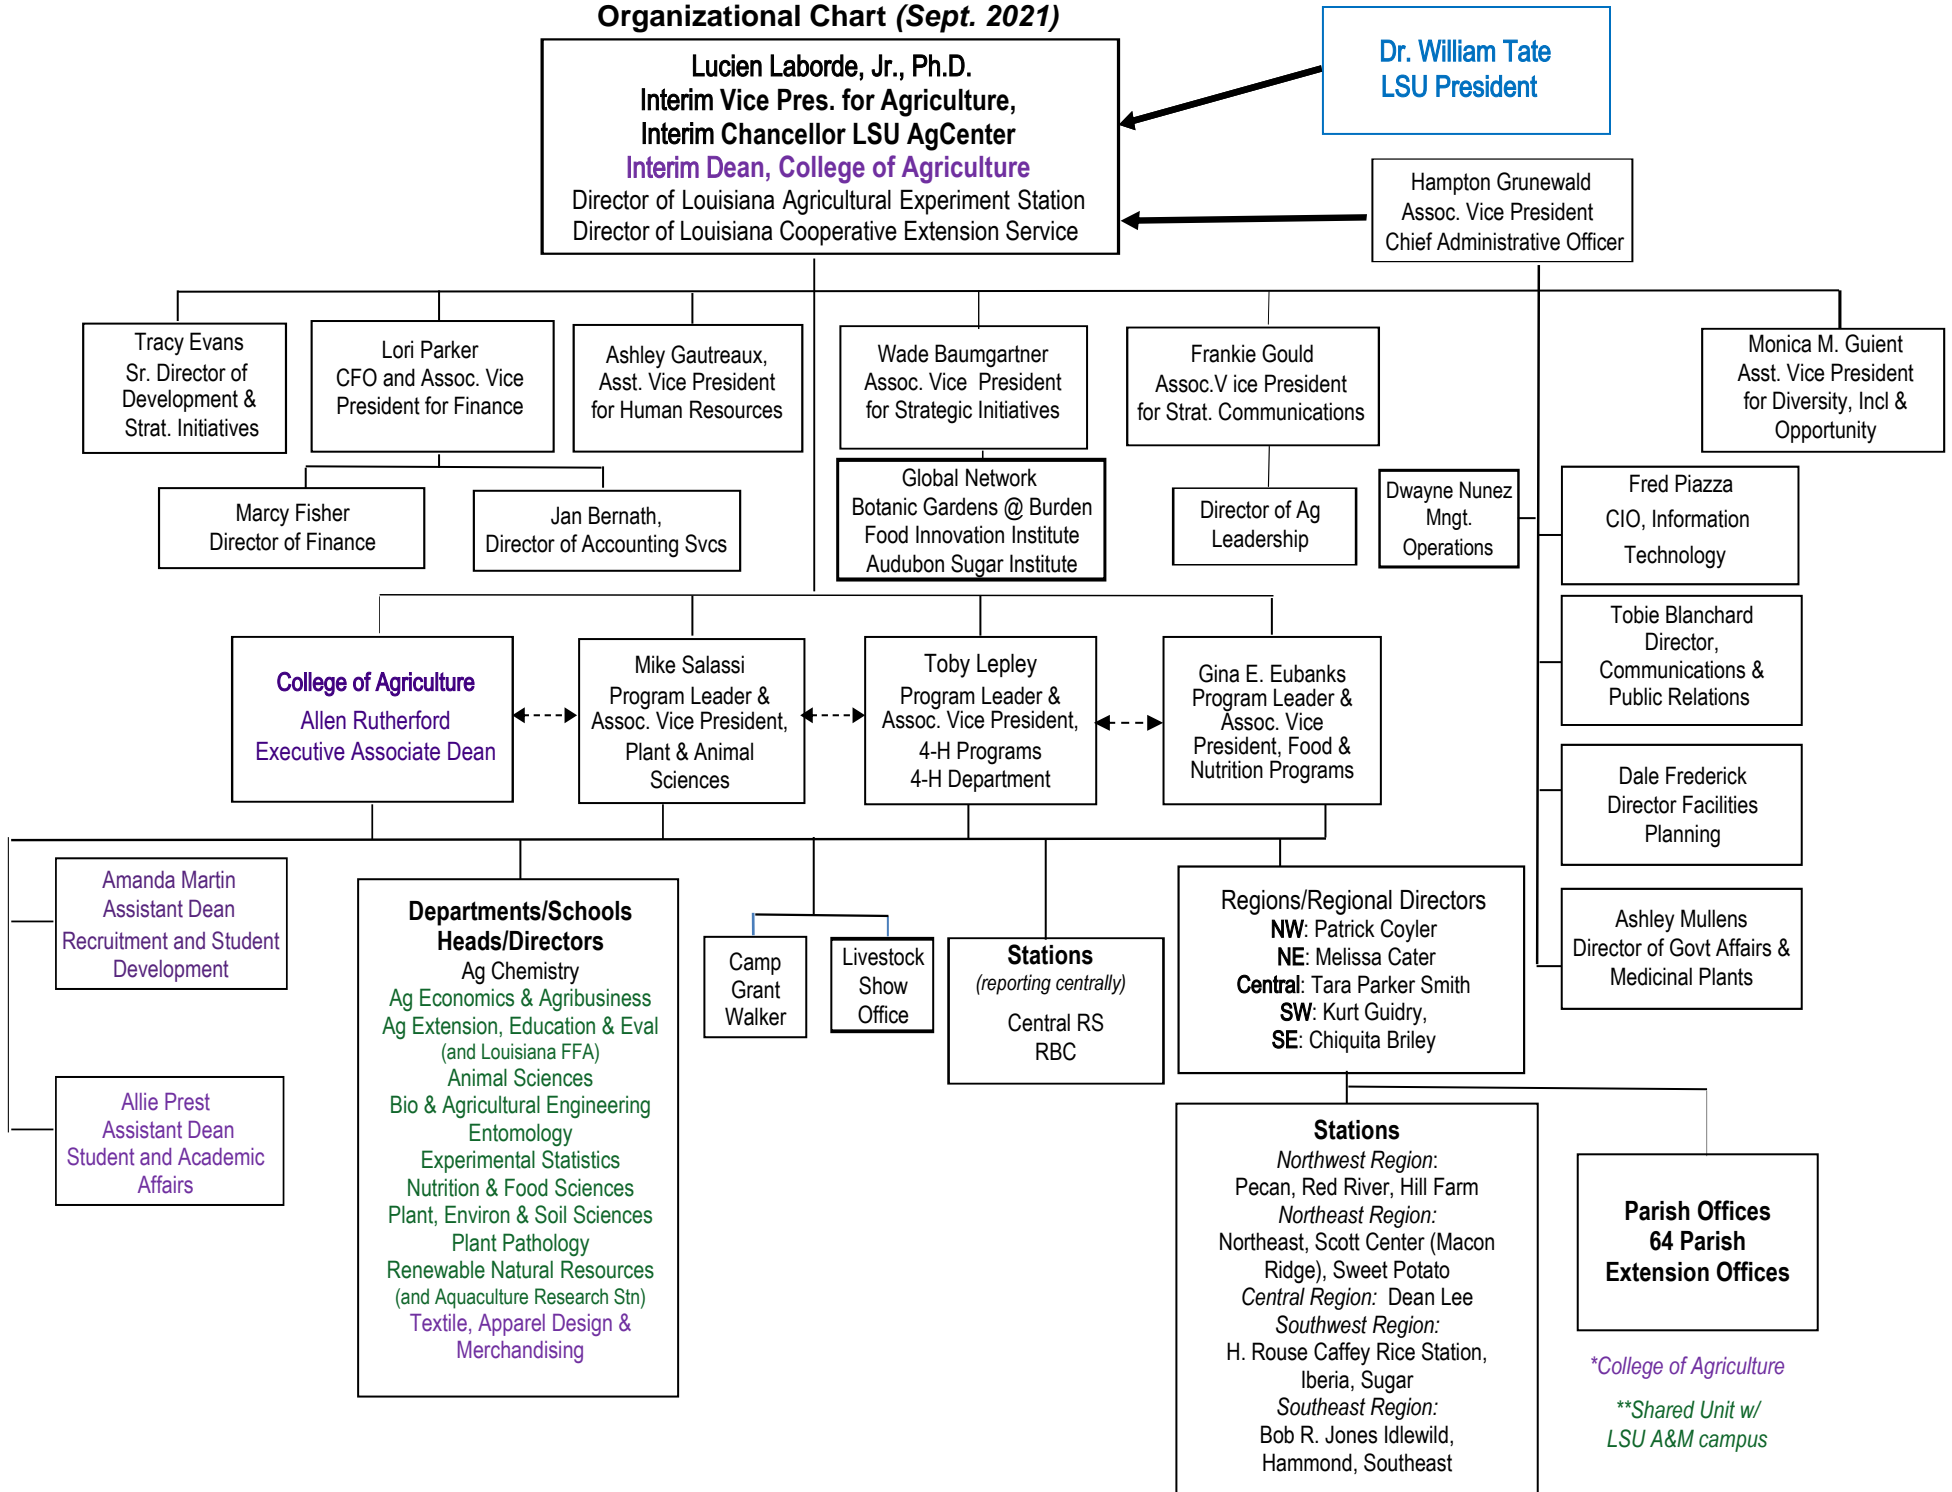 Organizational Chart (Sept. 2021)
Lucien Laborde, Jr., Ph.D.
Interim Vice Pres. for Agriculture,
Interim Chancellor LSU AgCenter
Interim Dean, College of Agriculture
Director of Louisiana Agricultural Experiment Station
Director of Louisiana Cooperative Extension Service
Dr. William Tate
LSU President
Hampton Grunewald
Assoc. Vice President
Chief Administrative Officer
Tracy Evans
Sr. Director of
Development &
Strat. Initiatives
Lori Parker
CFO and Assoc. Vice
President for Finance
Ashley Gautreaux,
Asst. Vice President
for Human Resources
Wade Baumgartner
Assoc. Vice President
for Strategic Initiatives
Frankie Gould
Assoc.V ice President
for Strat. Communications
Monica M. Guient
Asst. Vice President
for Diversity, Incl &
Opportunity
Marcy Fisher
Director of Finance
Jan Bernath,
Director of Accounting Svcs
Global Network
Botanic Gardens @ Burden
Food Innovation Institute
Audubon Sugar Institute
Director of Ag
Leadership
Dwayne Nunez
Mngt.
Operations
Fred Piazza
CIO, Information
Technology
Tobie Blanchard
Director,
Communications &
Public Relations
Dale Frederick
Director Facilities
Planning
Ashley Mullens
Director of Govt Affairs &
Medicinal Plants
College of Agriculture
Allen Rutherford
Executive Associate Dean
Mike Salassi
Program Leader &
Assoc. Vice President,
Plant & Animal
Sciences
Toby Lepley
Program Leader &
Assoc. Vice President,
4-H Programs
4-H Department
Gina E. Eubanks
Program Leader &
Assoc. Vice
President, Food &
Nutrition Programs
Amanda Martin
Assistant Dean
Recruitment and Student
Development
Allie Prest
Assistant Dean
Student and Academic
Affairs
Departments/Schools
Heads/Directors
Ag Chemistry
Ag Economics & Agribusiness
Ag Extension, Education & Eval
(and Louisiana FFA)
Animal Sciences
Bio & Agricultural Engineering
Entomology
Experimental Statistics
Nutrition & Food Sciences
Plant, Environ & Soil Sciences
Plant Pathology
Renewable Natural Resources
(and Aquaculture Research Stn)
Textile, Apparel Design &
Merchandising
Camp
Grant
Walker
Livestock
Show
Office
Stations
(reporting centrally)
Central RS
RBC
Regions/Regional Directors
NW: Patrick Coyler
NE: Melissa Cater
Central: Tara Parker Smith
SW: Kurt Guidry,
SE: Chiquita Briley
Stations
Northwest Region:
Pecan, Red River, Hill Farm
Northeast Region:
Northeast, Scott Center (Macon
Ridge), Sweet Potato
Central Region: Dean Lee
Southwest Region:
H. Rouse Caffey Rice Station,
Iberia, Sugar
Southeast Region:
Bob R. Jones Idlewild,
Hammond, Southeast
Parish Offices
64 Parish
Extension Offices
*College of Agriculture
**Shared Unit w/
LSU A&M campus